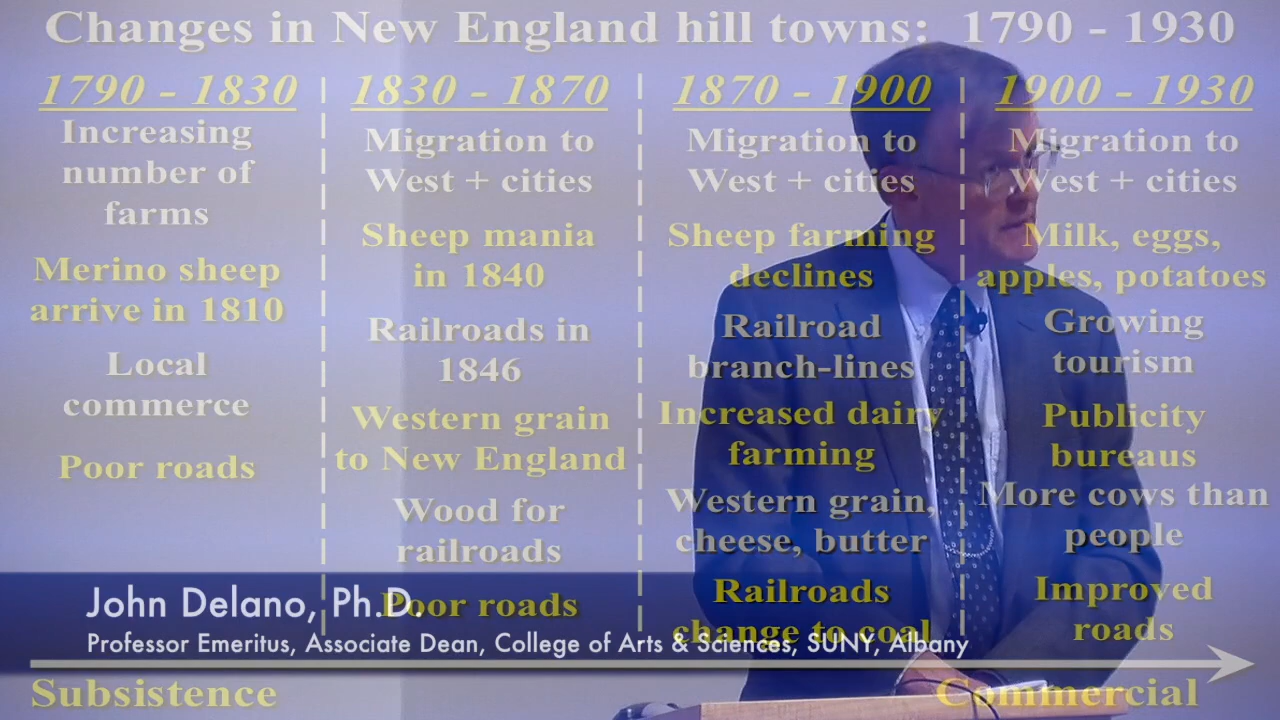 Changes in New England hill towns: 1790 - 1930
1790 - 1830
Increasing
number of
farms
Merino sheep
arrive in 1810
Local
commerce
Poor roads
1830 - 1870
Migration to
West + cities
Sheep mania
in 1840
Railroads in
1846
Western grain
to New England
Wood for
railroads
Poor roads
1870 - 1900
Migration to
West + cities
Sheep farming
declines
Railroad
branch-lines
Increased dairy
farming
Western grain,
cheese, butter
Railroads
change to coal
1900 - 1930
Migration to
West + cities
Milk, eggs,
apples, potatoes
Growing
tourism
Publicity
bureaus
More cows than
people
Improved
roads
John Delano, Ph.D.
Professor Emeritus, Associate Dean, College of Arts & Sciences, SUNY, Albany
Subsistence
Commercial